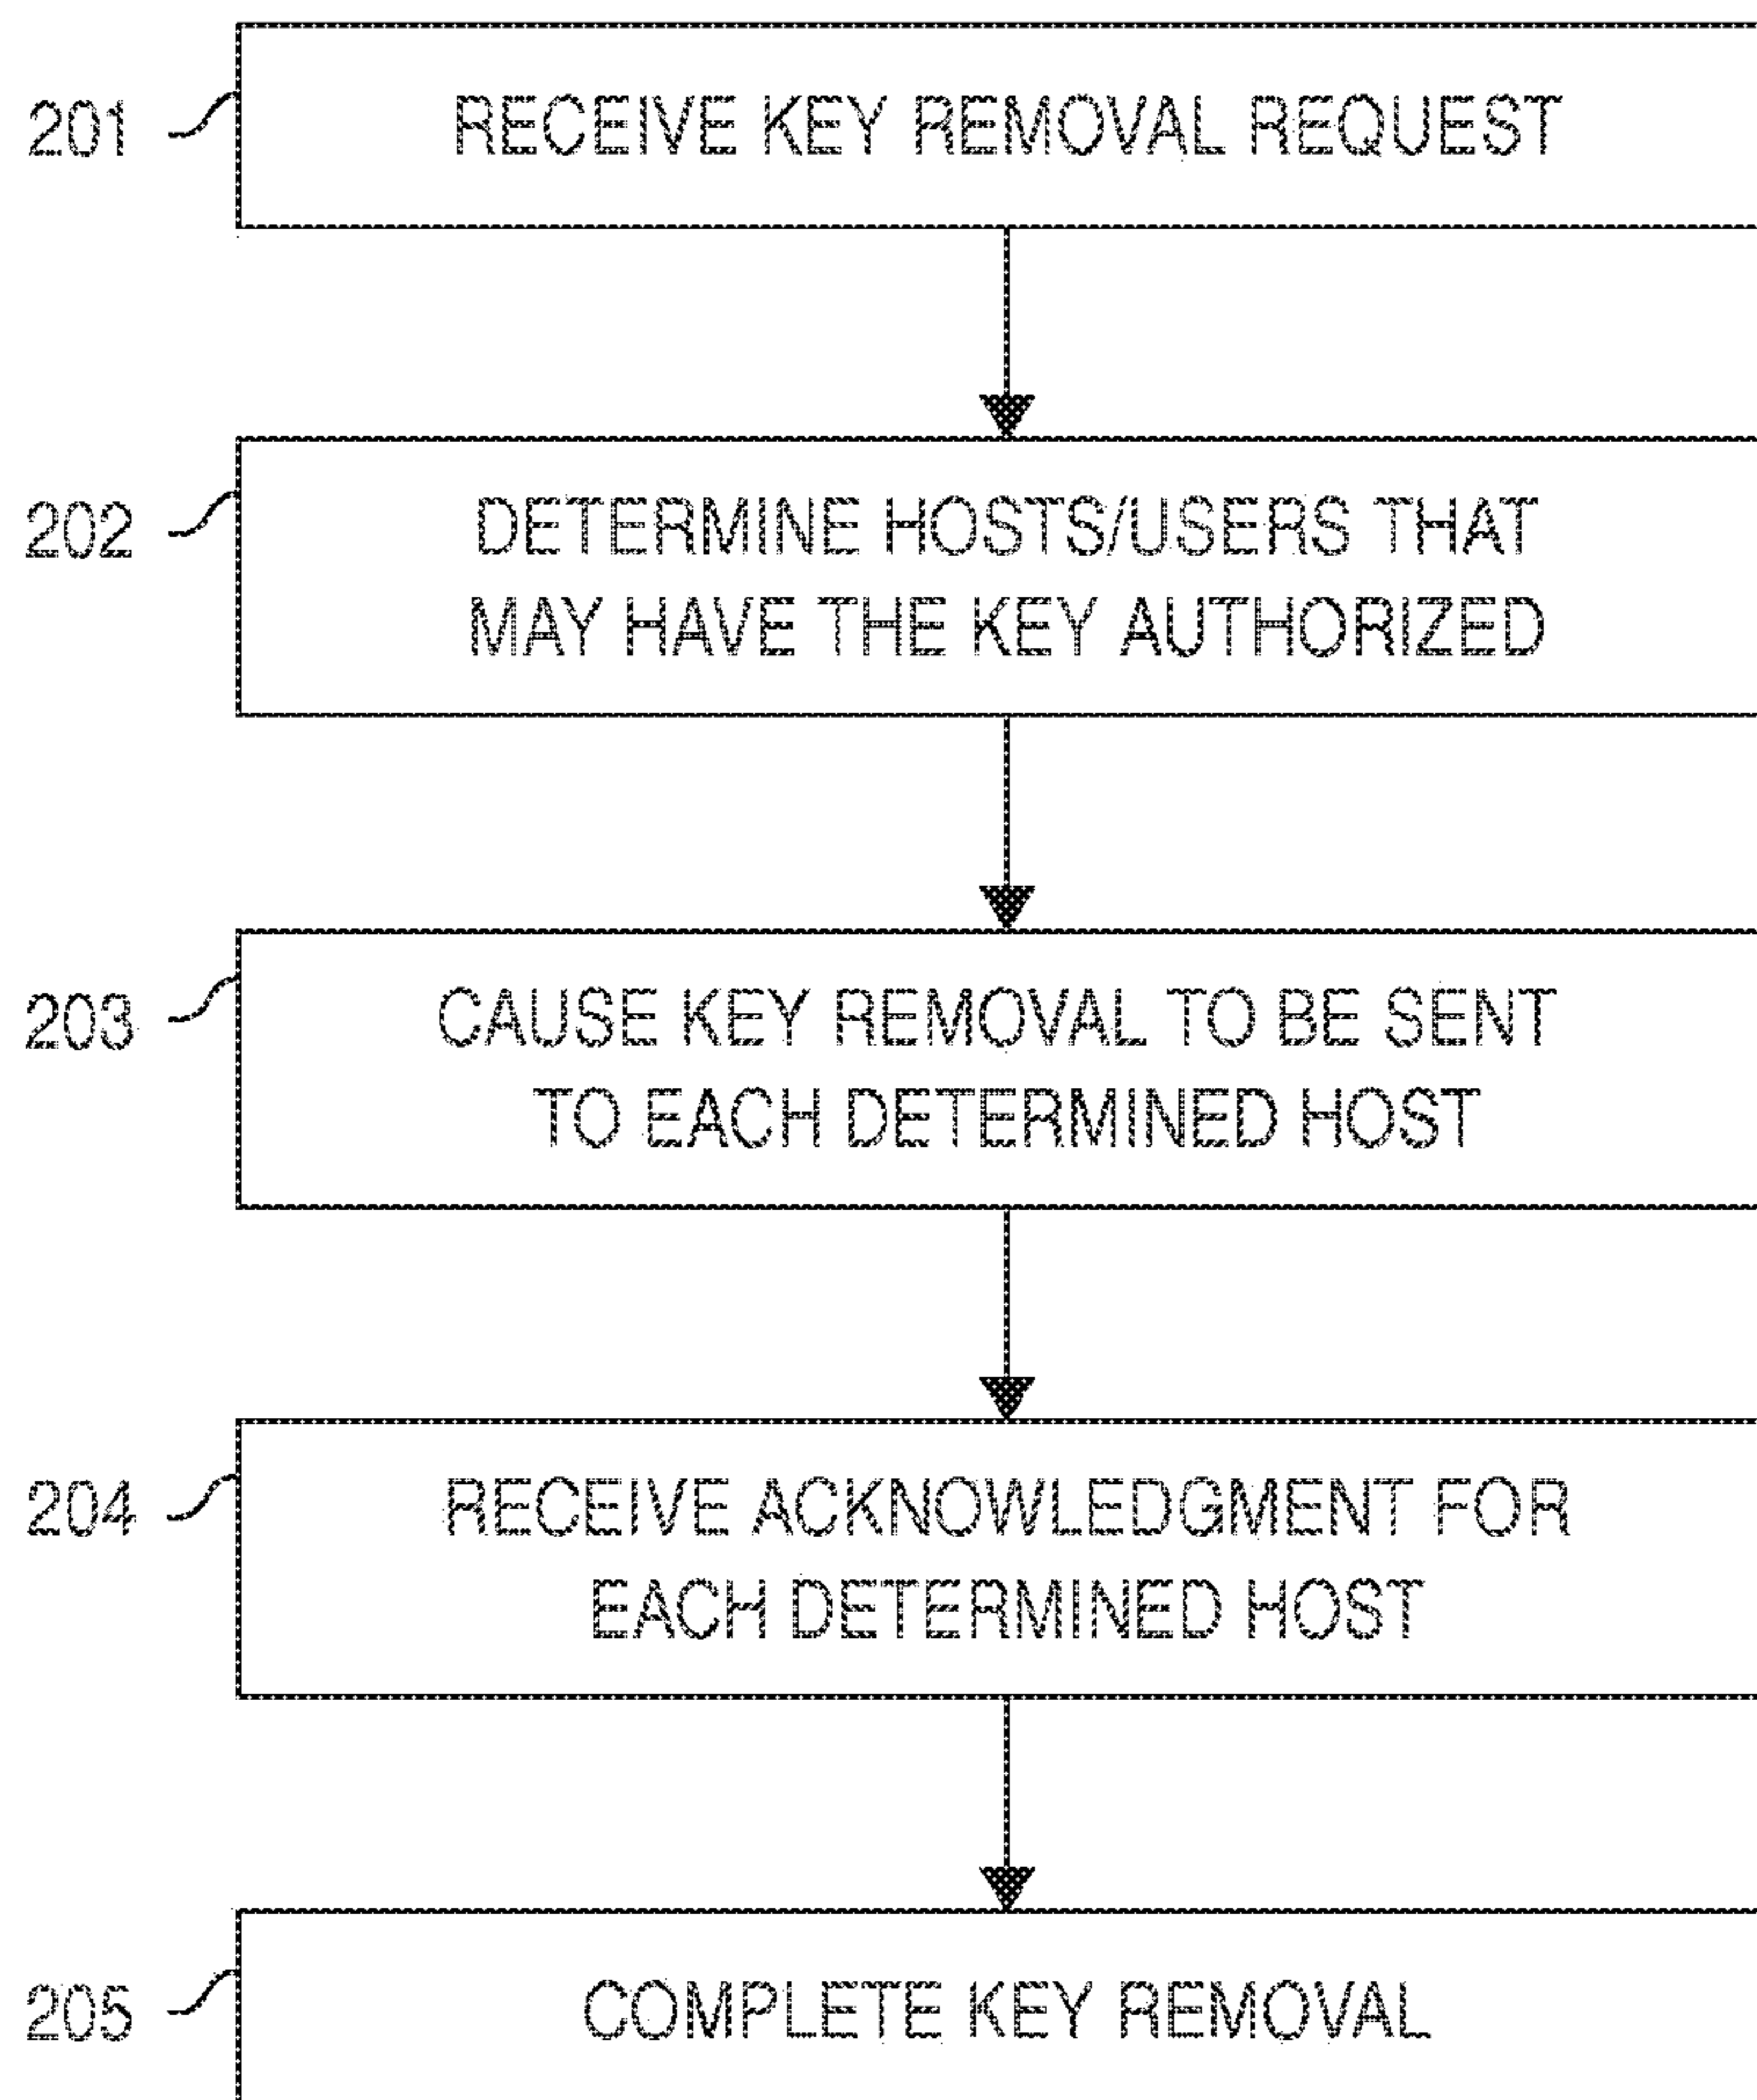 201
RECEIVE KEY REMOVAL REQUEST
202
DETERMINE HOSTS/USERS THAT
MAY HAVE THE KEY AUTHORIZED
203
CAUSE KEY REMOVAL TO BE SENT
TO EACH DETERMINED HOST
204
RECEIVE ACKNOWLEDGMENT FOR
EACH DETERMINED HOST
205
COMPLETE KEY REMOVAL